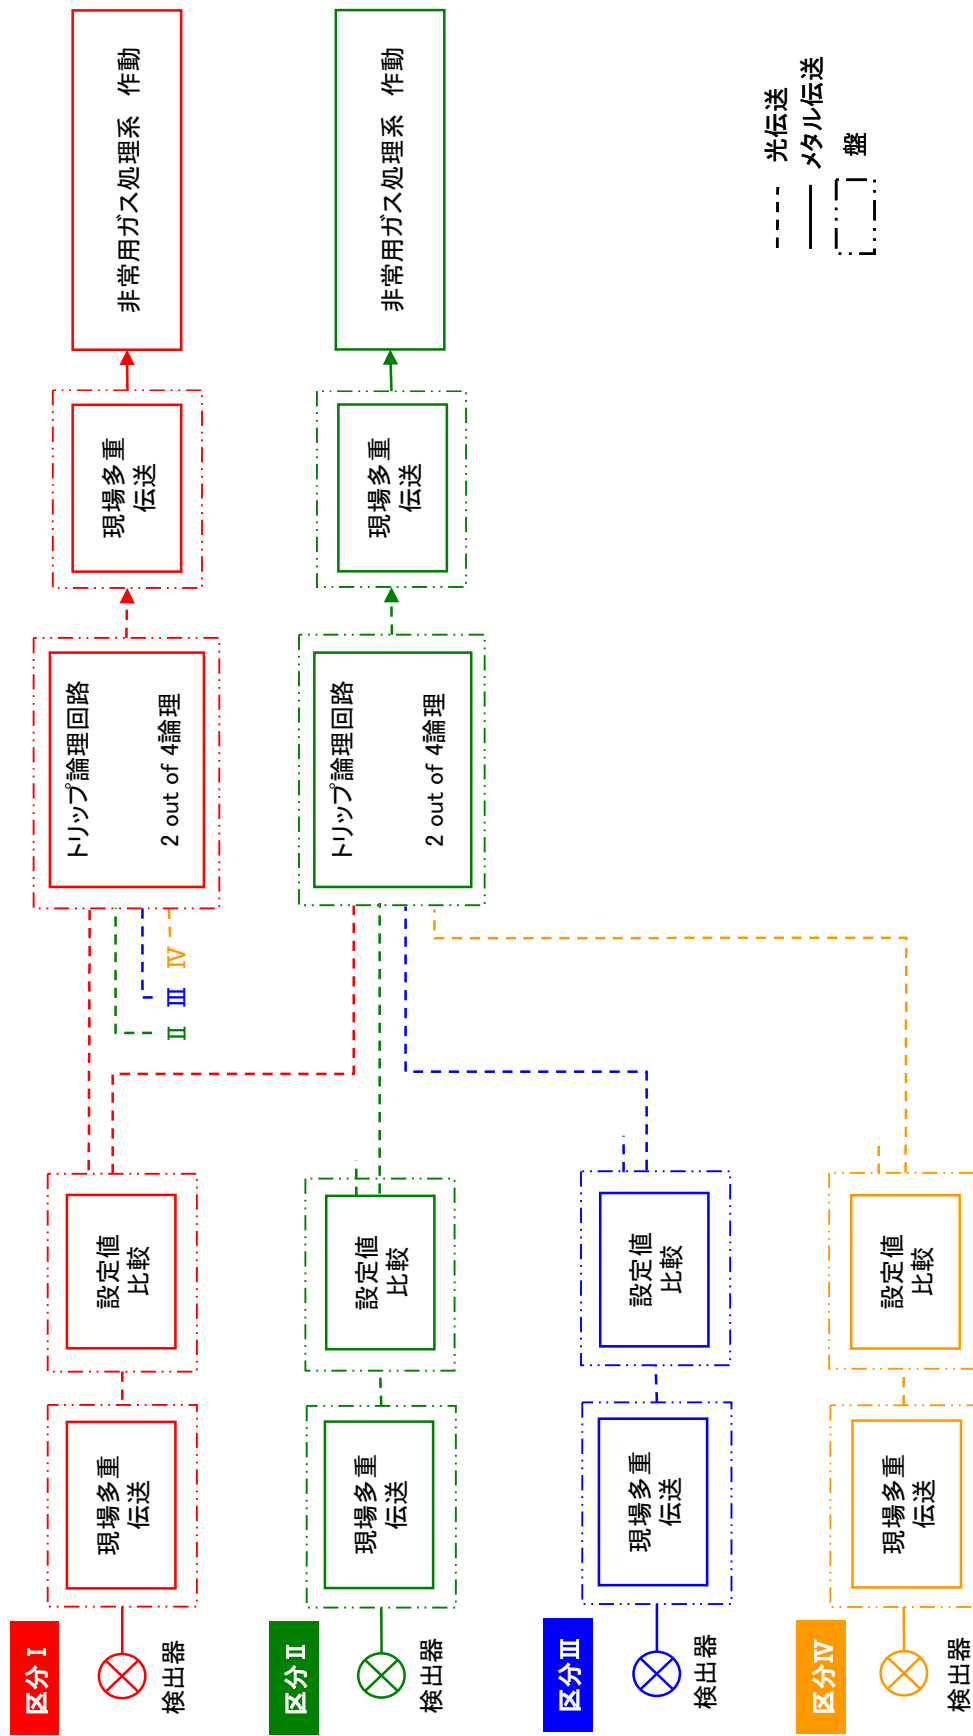 区分Ⅰ
検出器
現場多重
伝送
設定値
比較
トリップ論理回路
2 out of 4論理
Ⅱ
Ⅲ
Ⅳ
現場多重
伝送
非常用ガス処理系 作動
区分Ⅱ
検出器
現場多重
伝送
設定値
比較
トリップ論理回路
2 out of 4論理
現場多重
伝送
非常用ガス処理系 作動
区分Ⅲ
検出器
現場多重
伝送
設定値
比較
区分Ⅳ
検出器
現場多重
伝送
設定値
比較
光伝送
メタル伝送
盤